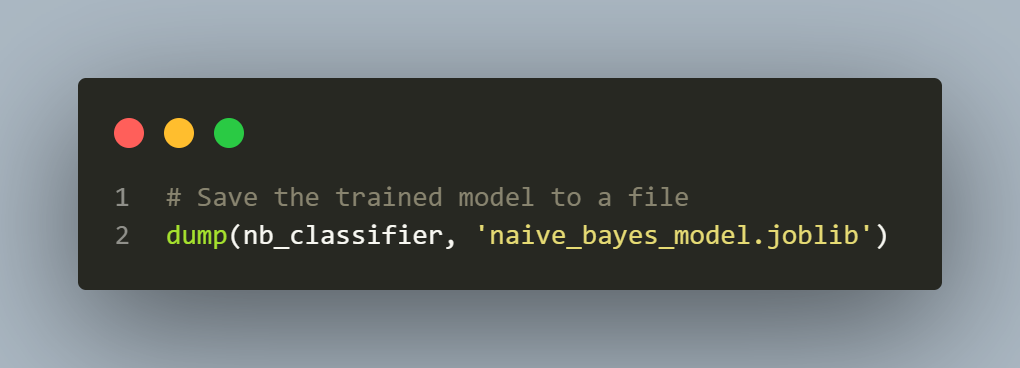 1 # Save the trained model to a file
2 dump(nb_classifier, 'naive_bayes_model.joblib')